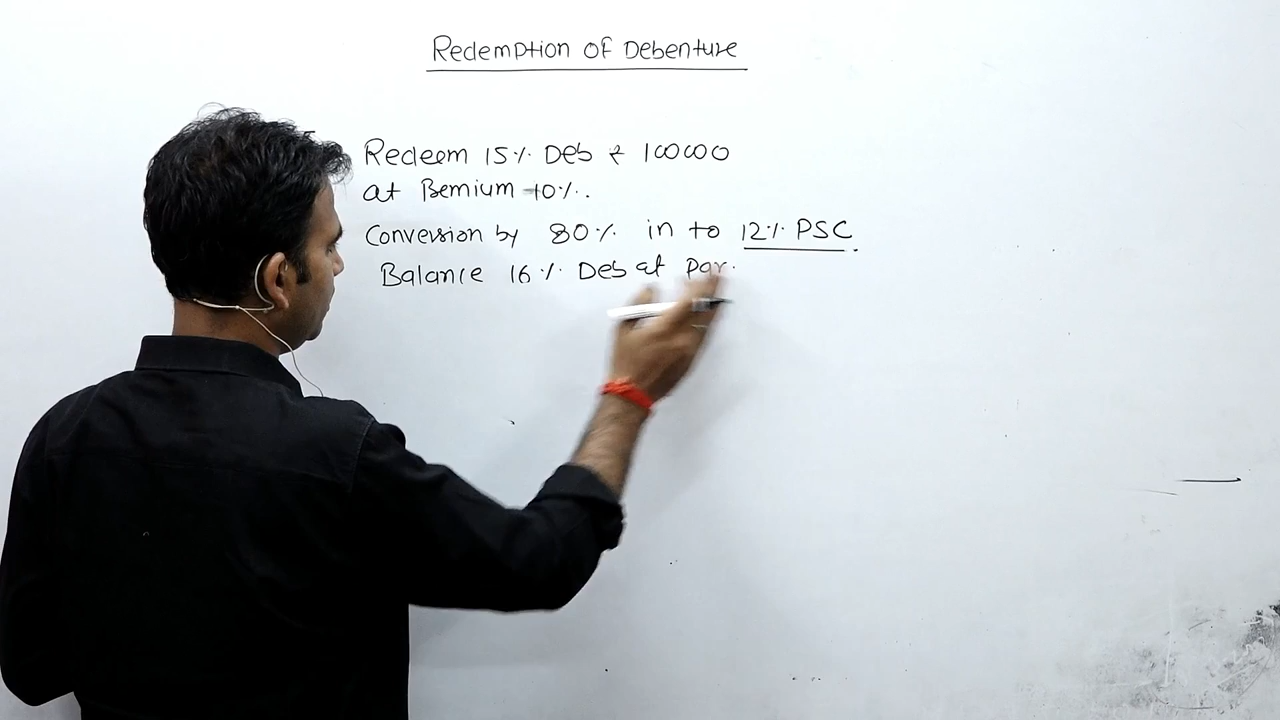 Redemption of Debenture
Redeem 15% Deb ₹ 100000
at Premium 10%.
Conversion by 80% in to 12% PSC.
Balance 16% Deb at Par.